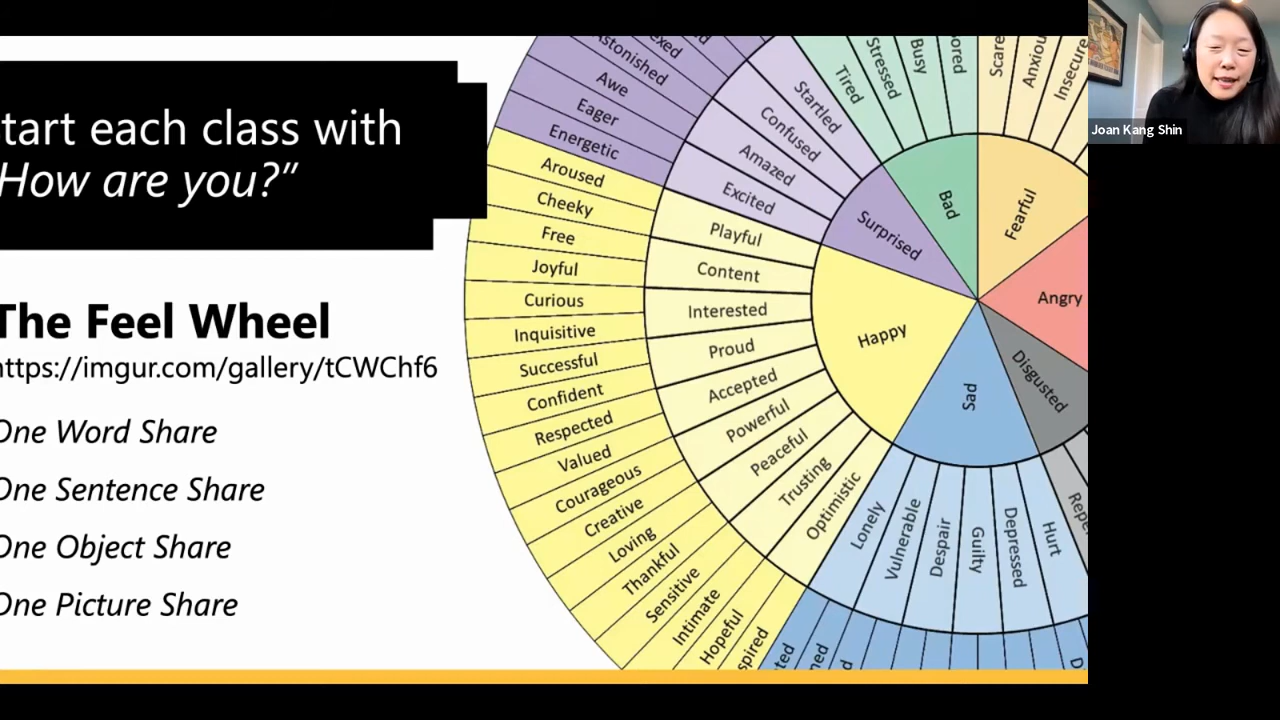 tart each class with
How are you?”
The Feel Wheel
https://imgur.com/gallery/tCWChf6
One Word Share
One Sentence Share
One Object Share
One Picture Share
Astonished
Awe
Eager
Energetic
Aroused
Cheeky
Free
Joyful
Curious
Inquisitive
Successful
Confident
Respected
Valued
Courageous
Creative
Loving
Thankful
Sensitive
Intimate
Hopeful
spired
Startled
Confused
Amazed
Excited
Playful
Content
Interested
Proud
Accepted
Powerful
Peaceful
Trusting
Optimistic
Lonely
Vulnerable
Despair
Guilty
Depressed
Hurt
Repe
Tired
Stressed
Busy
ored
Scare
Anxiou
Insecure
Bad
Fearful
Surprised
Angry
Happy
Sad
Disgusted
Joan Kang Shin